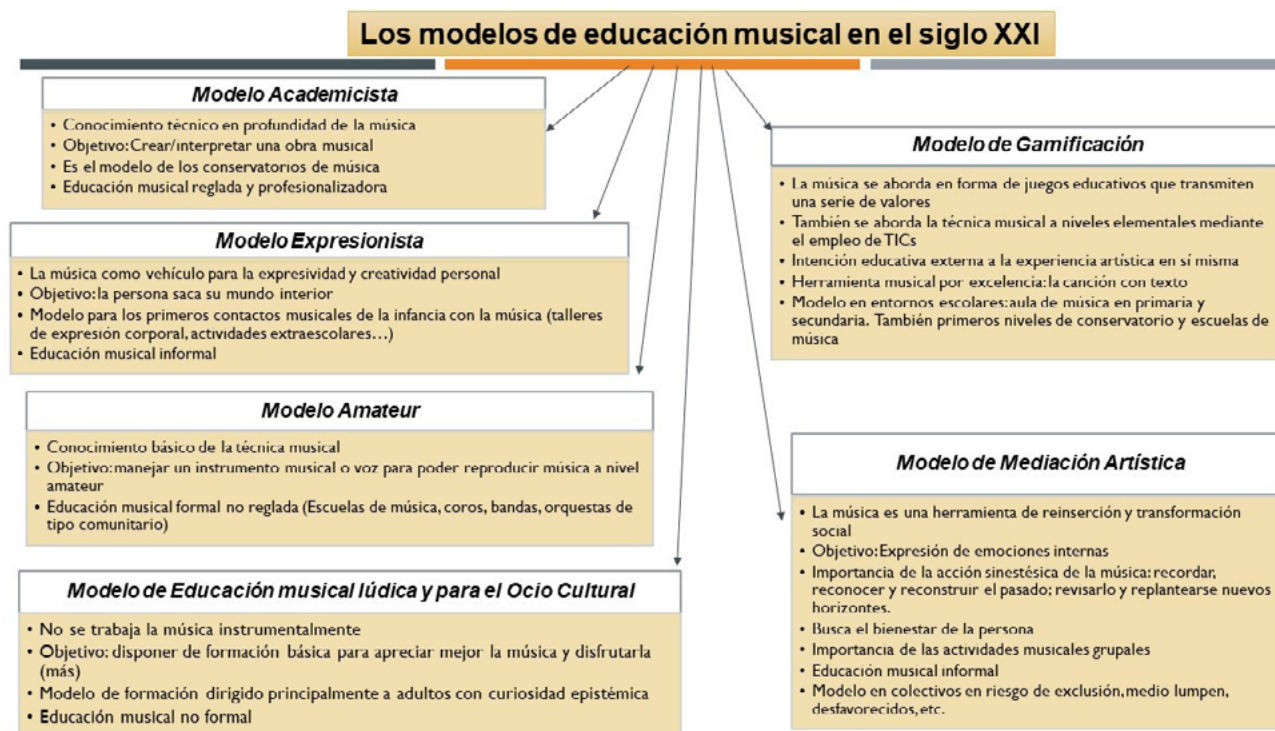 Los modelos de educación musical en el siglo XXI
Modelo Academicista
• Conocimiento técnico en profundidad de la música
• Objetivo: Crear/interpretar una obra musical
• Es el modelo de los conservatorios de música
• Educación musical reglada y profesionalizadora
Modelo Expresionista
• La música como vehículo para la expresividad y creatividad personal
• Objetivo: la persona saca su mundo interior
• Modelo para los primeros contactos musicales de la infancia con la música (talleres
de expresión corporal, actividades extraescolares…)
• Educación musical informal
Modelo Amateur
• Conocimiento básico de la técnica musical
• Objetivo: manejar un instrumento musical o voz para poder reproducir música a nivel
amateur
• Educación musical formal no reglada (Escuelas de música, coros, bandas, orquestas de
tipo comunitario)
Modelo de Educación musical lúdica y para el Ocio Cultural
• No se trabaja la música instrumentalmente
• Objetivo: disponer de formación básica para apreciar mejor la música y disfrutarla
(más)
• Modelo de formación dirigido principalmente a adultos con curiosidad epistémica
• Educación musical no formal
Modelo de Gamificación
• La música se aborda en forma de juegos educativos que transmiten
una serie de valores
• También se aborda la técnica musical a niveles elementales mediante
el empleo de TICs
• Intención educativa externa a la experiencia artística en sí misma
• Herramienta musical por excelencia: la canción con texto
• Modelo en entornos escolares: aula de música en primaria y
secundaria. También primeros niveles de conservatorio y escuelas de
música
Modelo de Mediación Artística
• La música es una herramienta de reinserción y transformación
social
• Objetivo: Expresión de emociones internas
• Importancia de la acción sinestésica de la música: recordar,
reconocer y reconstruir el pasado; revisarlo y replantearse nuevos
horizontes.
• Busca el bienestar de la persona
• Importancia de las actividades musicales grupales
• Educación musical informal
• Modelo en colectivos en riesgo de exclusión, medio lumpen,
desfavorecidos, etc.